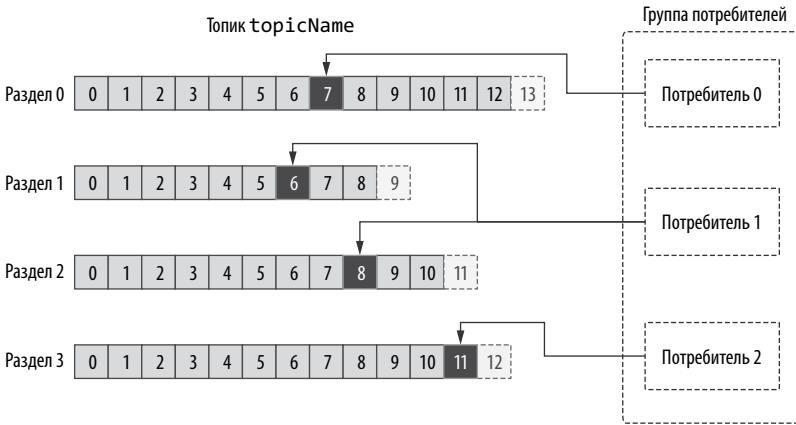 Группа потребителей
Топик topicName
Раздел 0 0 1 2 3 4 5 6 7 8 9 10 11 12 13 Потребитель 0
Раздел 1 0 1 2 3 4 5 6 7 8 9
Потребитель 1
Раздел 2 0 1 2 3 4 5 6 7 8 9 10 11
Раздел 3 0 1 2 3 4 5 6 7 8 9 10 11 12 Потребитель 2